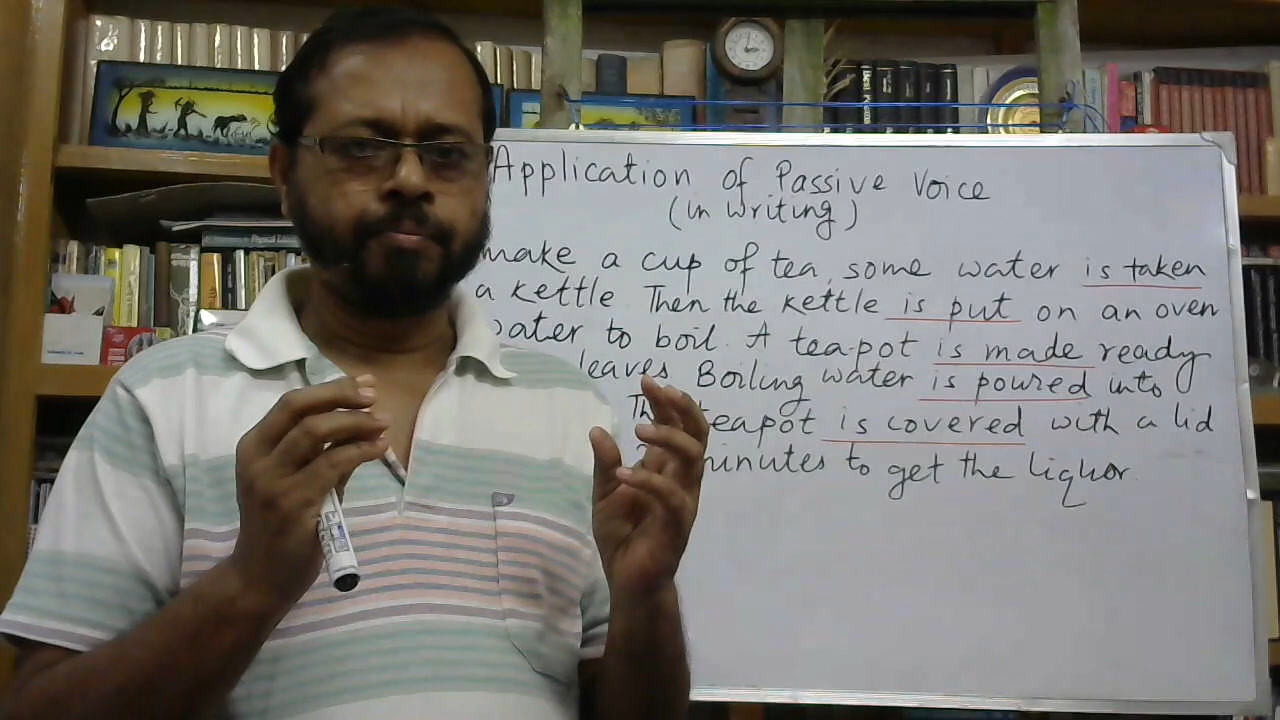 Application of Passive Voice
(in writing)
make a cup of tea, some water is taken
a kettle Then the kettle is put on an oven
water to boil. A teapot is made ready
leaves Boiling water is poured into
teapot is covered with a lid
minutes to get the liquor.